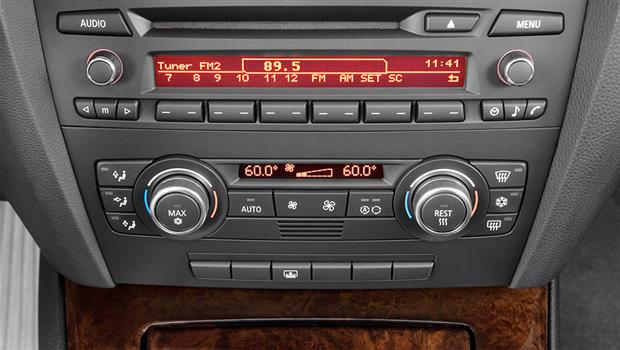 AUDIO
MENU
Tuner FM2 89.5 11:41
7 8 9 10 11 12 FM AM SET SC
m
60.0° 60.0°
MAX AUTO REST